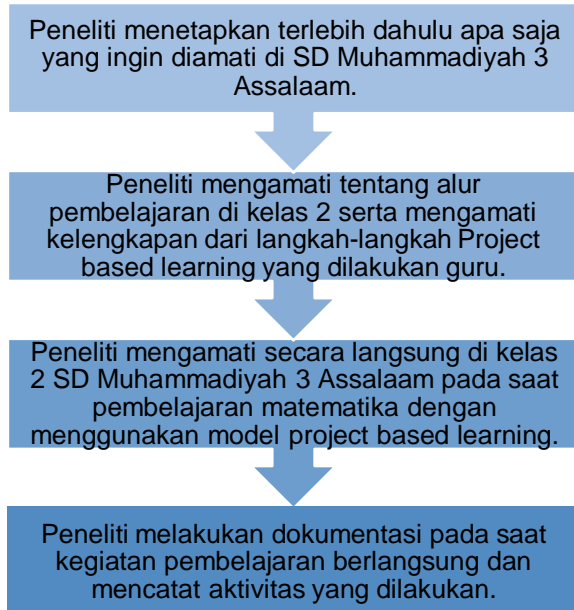 Peneliti menetapkan terlebih dahulu apa saja
yang ingin diamati di SD Muhammadiyah 3
Assalaam.
Peneliti mengamati tentang alur
pembelajaran di kelas 2 serta mengamati
kelengkapan dari langkah-langkah Project
based learning yang dilakukan guru.
Peneliti mengamati secara langsung di kelas
2 SD Muhammadiyah 3 Assalaam pada saat
pembelajaran matematika dengan
menggunakan model project based learning.
Peneliti melakukan dokumentasi pada saat
kegiatan pembelajaran berlangsung dan
mencatat aktivitas yang dilakukan.